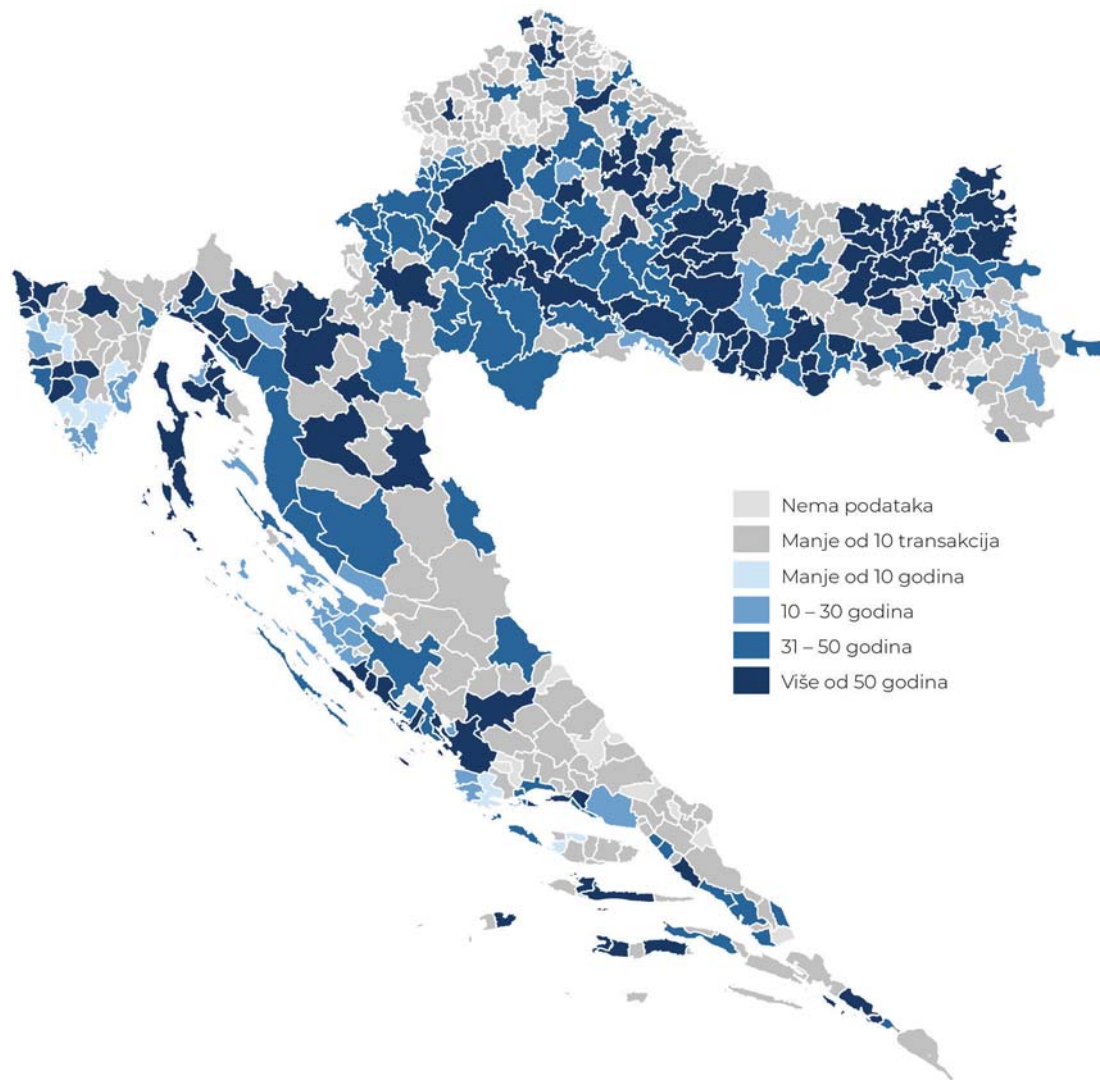 Nema podataka
Manje od 10 transakcija
Manje od 10 godina
10 – 30 godina
31 – 50 godina
Više od 50 godina